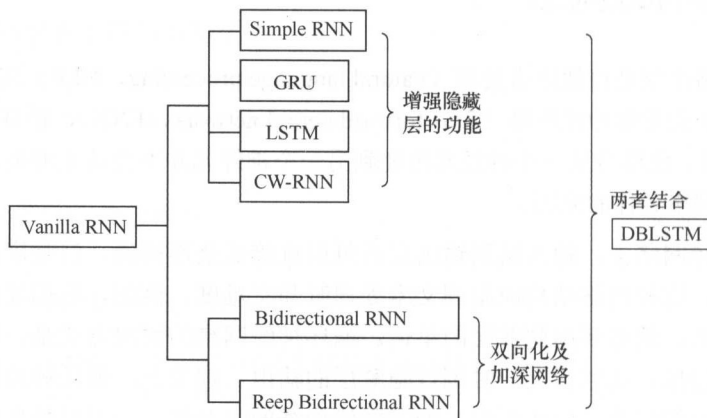 Simple RNN
GRU
LSTM
CW-RNN
增强隐藏
层的功能
Vanilla RNN
两者结合
DBLSTM
Bidirectional RNN
Reep Bidirectional RNN
双向化及
加深网络